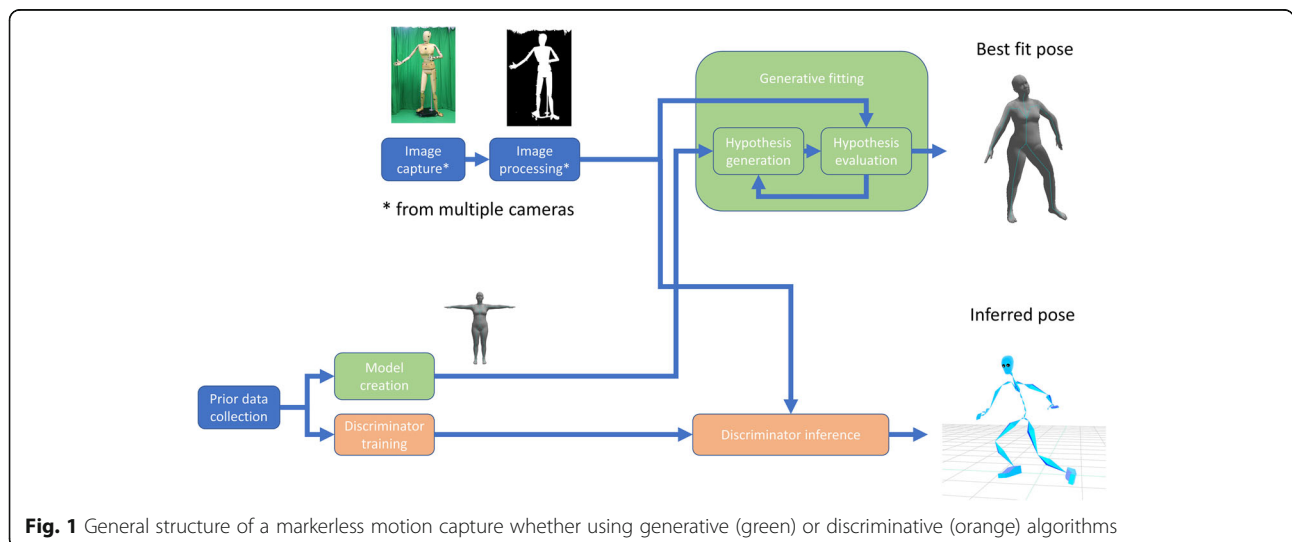 Best fit pose
Generative fitting
Image
capture*
Image
processing*
Hypothesis
generation
Hypothesis
evaluation
* from multiple cameras
Inferred pose
Prior data
collection
Model
creation
Discriminator
training
Discriminator inference
Fig. 1 General structure of a markerless motion capture whether using generative (green) or discriminative (orange) algorithms